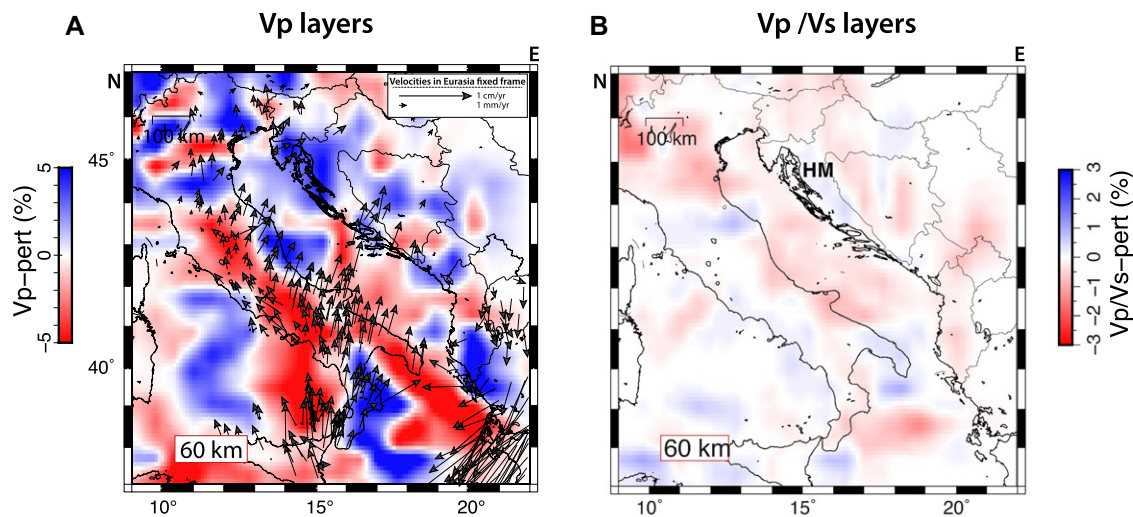 A
Vp layers
B
Vp /Vs layers
E
E
N
N
Velocities in Eurasia fixed frame
1 cm/yr
1 mm/yr
100 km
100 km
HM
45°
40°
5
0
−5
Vp−pert (%)
3
2
1
0
−1
−2
−3
Vp/Vs−pert (%)
60 km
60 km
10°
15°
20°
10°
15°
20°